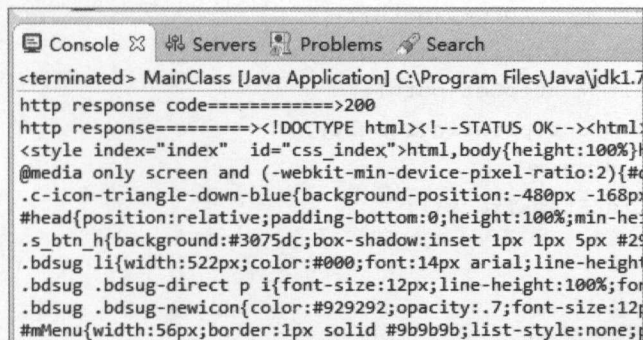 Console Servers Problems Search
<terminated> MainClass [Java Application] C:\Program Files\Java\jdk1.7
http response code============>200
http response=========><!DOCTYPE html><!--STATUS OK--><html>
<style index="index"  id="css_index">html,body{height:100%}h
@media only screen and (-webkit-min-device-pixel-ratio:2){#c
.c-icon-triangle-down-blue{background-position:-480px -168px
#head{position:relative;padding-bottom:0;height:100%;min-hei
.s_btn_h{background:#3075dc;box-shadow:inset 1px 1px 5px #29
.bdsug li{width:522px;color:#000;font:14px arial;line-height
.bdsug .bdsug-direct p i{font-size:12px;line-height:100%;fon
.bdsug .bdsug-newicon{color:#929292;opacity:.7;font-size:12p
#mMenu{width:56px;border:1px solid #9b9b9b;list-style:none;p